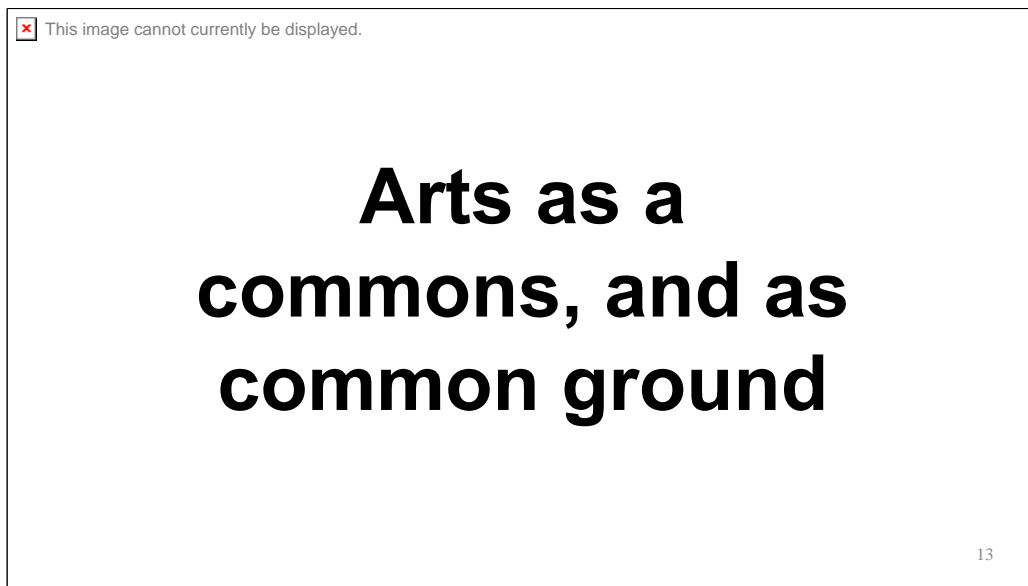 This image cannot currently be displayed.
Arts as a
commons, and as
common ground
13